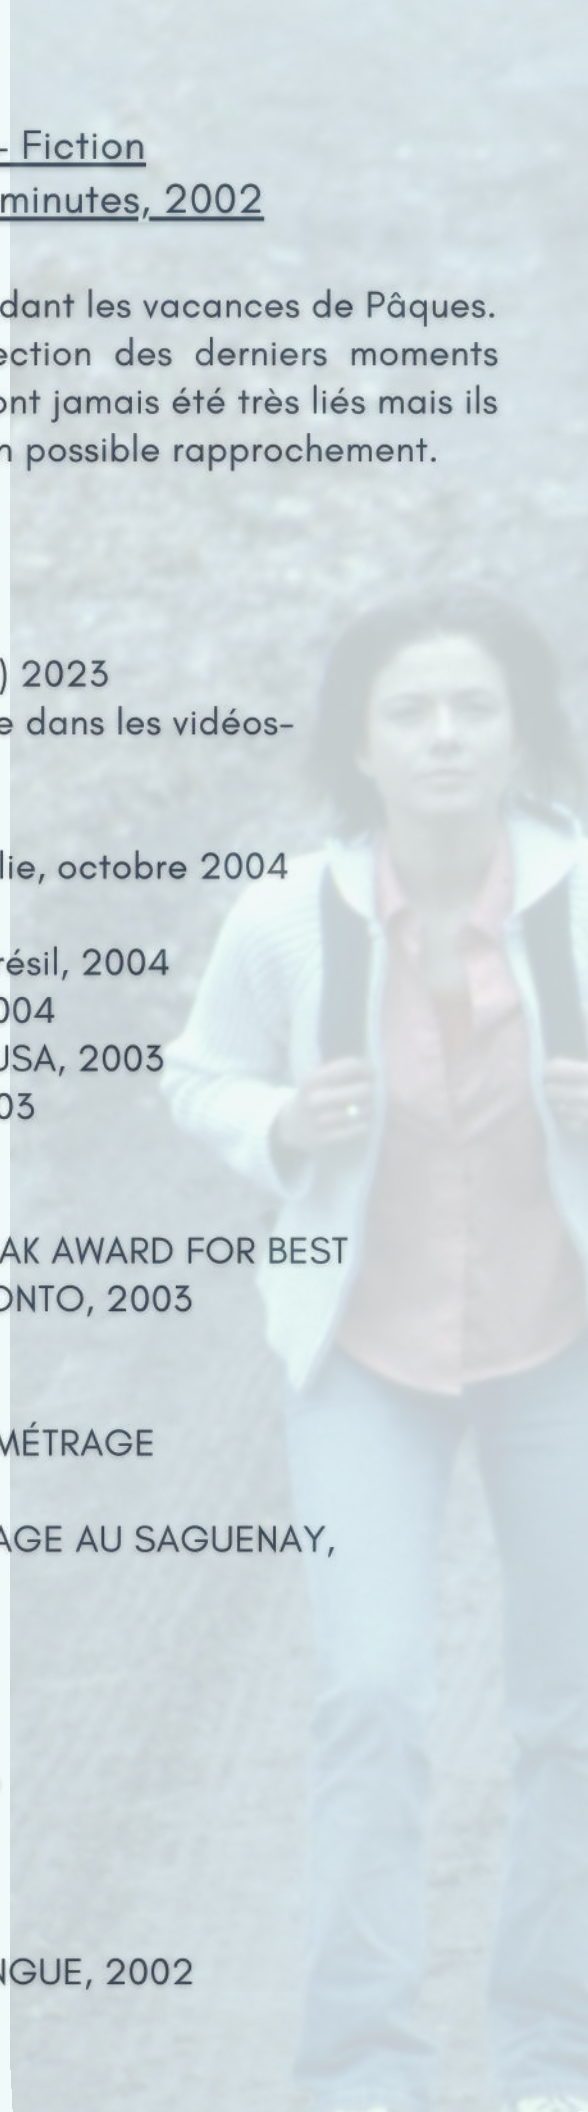 - Fiction
minutes, 2002
dant les vacances de Pâques.
ection des derniers moments
ont jamais été très liés mais ils
n possible rapprochement.
) 2023
e dans les vidéos-
lie, octobre 2004
résil, 2004
004
USA, 2003
03
AK AWARD FOR BEST
ONTO, 2003
MÉTRAGE
AGE AU SAGUENAY,
NGUE, 2002